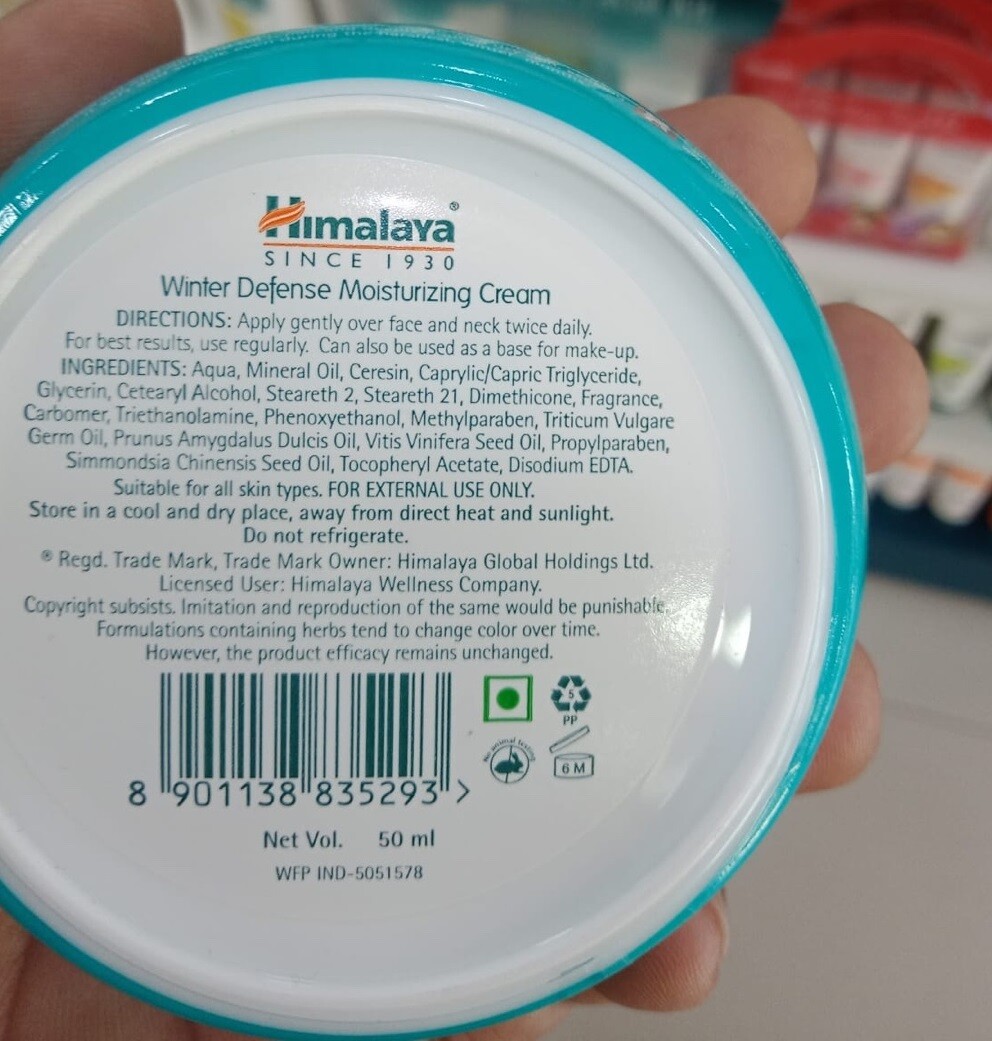 Himalaya®
SINCE 1930
Winter Defense Moisturizing Cream
DIRECTIONS: Apply gently over face and neck twice daily.
For best results, use regularly. Can also be used as a base for make-up.
INGREDIENTS: Aqua, Mineral Oil, Ceresin, Caprylic/Capric Triglyceride,
Glycerin, Cetearyl Alcohol, Steareth 2, Steareth 21, Dimethicone, Fragrance,
Carbomer, Triethanolamine, Phenoxyethanol, Methylparaben, Triticum Vulgare
Germ Oil, Prunus Amygdalus Dulcis Oil, Vitis Vinifera Seed Oil, Propylparaben,
Simmondsia Chinensis Seed Oil, Tocopheryl Acetate, Disodium EDTA.
Suitable for all skin types. FOR EXTERNAL USE ONLY.
Store in a cool and dry place, away from direct heat and sunlight.
Do not refrigerate.
® Regd. Trade Mark, Trade Mark Owner: Himalaya Global Holdings Ltd.
Licensed User: Himalaya Wellness Company.
Copyright subsists. Imitation and reproduction of the same would be punishable.
Formulations containing herbs tend to change color over time.
However, the product efficacy remains unchanged.
5
PP
No animal testing
6 M
8 901138 835293 >
Net Vol. 50 ml
WFP IND-5051578